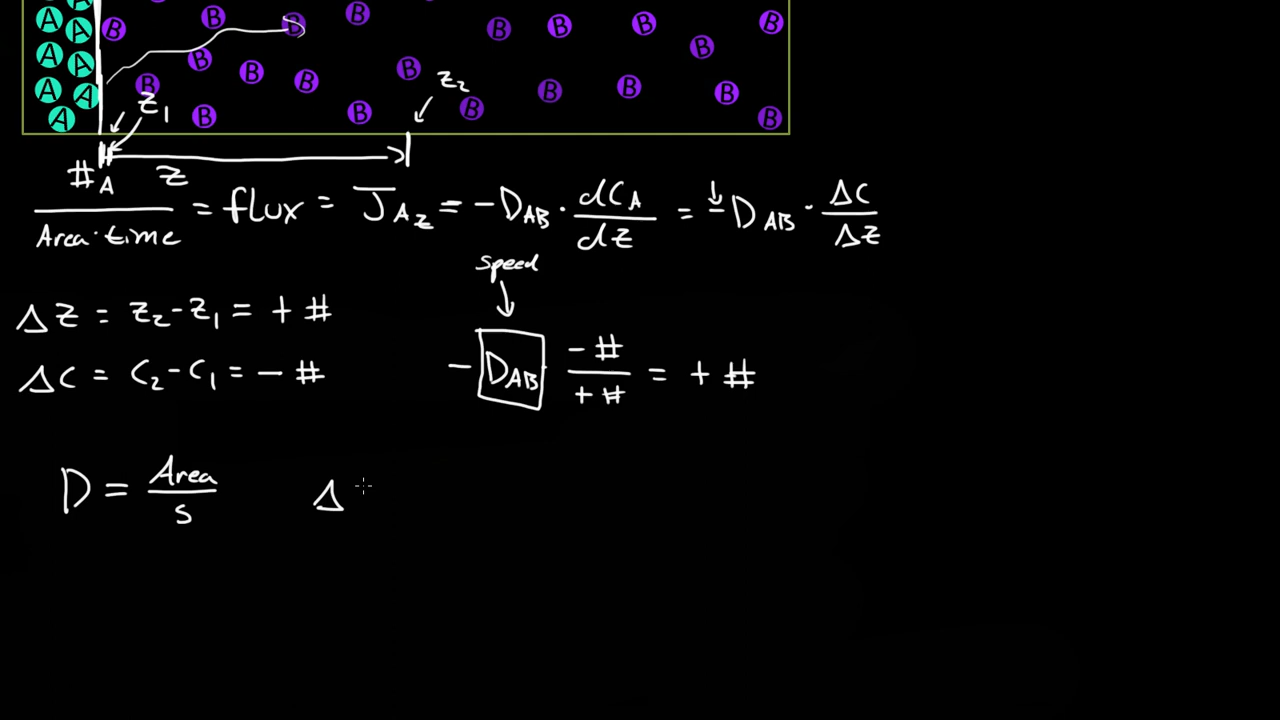 A A B B B B B B B B B
A A B B B B B
A A B B B B
A B B B B
Z₁ Z₂
#A Z
#A / Area·time = flux = J_Az = -D_AB · dC_A/dZ = -D_AB · ΔC/ΔZ
speed
ΔZ = Z₂-Z₁ = + #
ΔC = C₂-C₁ = - #
-D_AB · -#/+# = + #
D = Area/s Δ